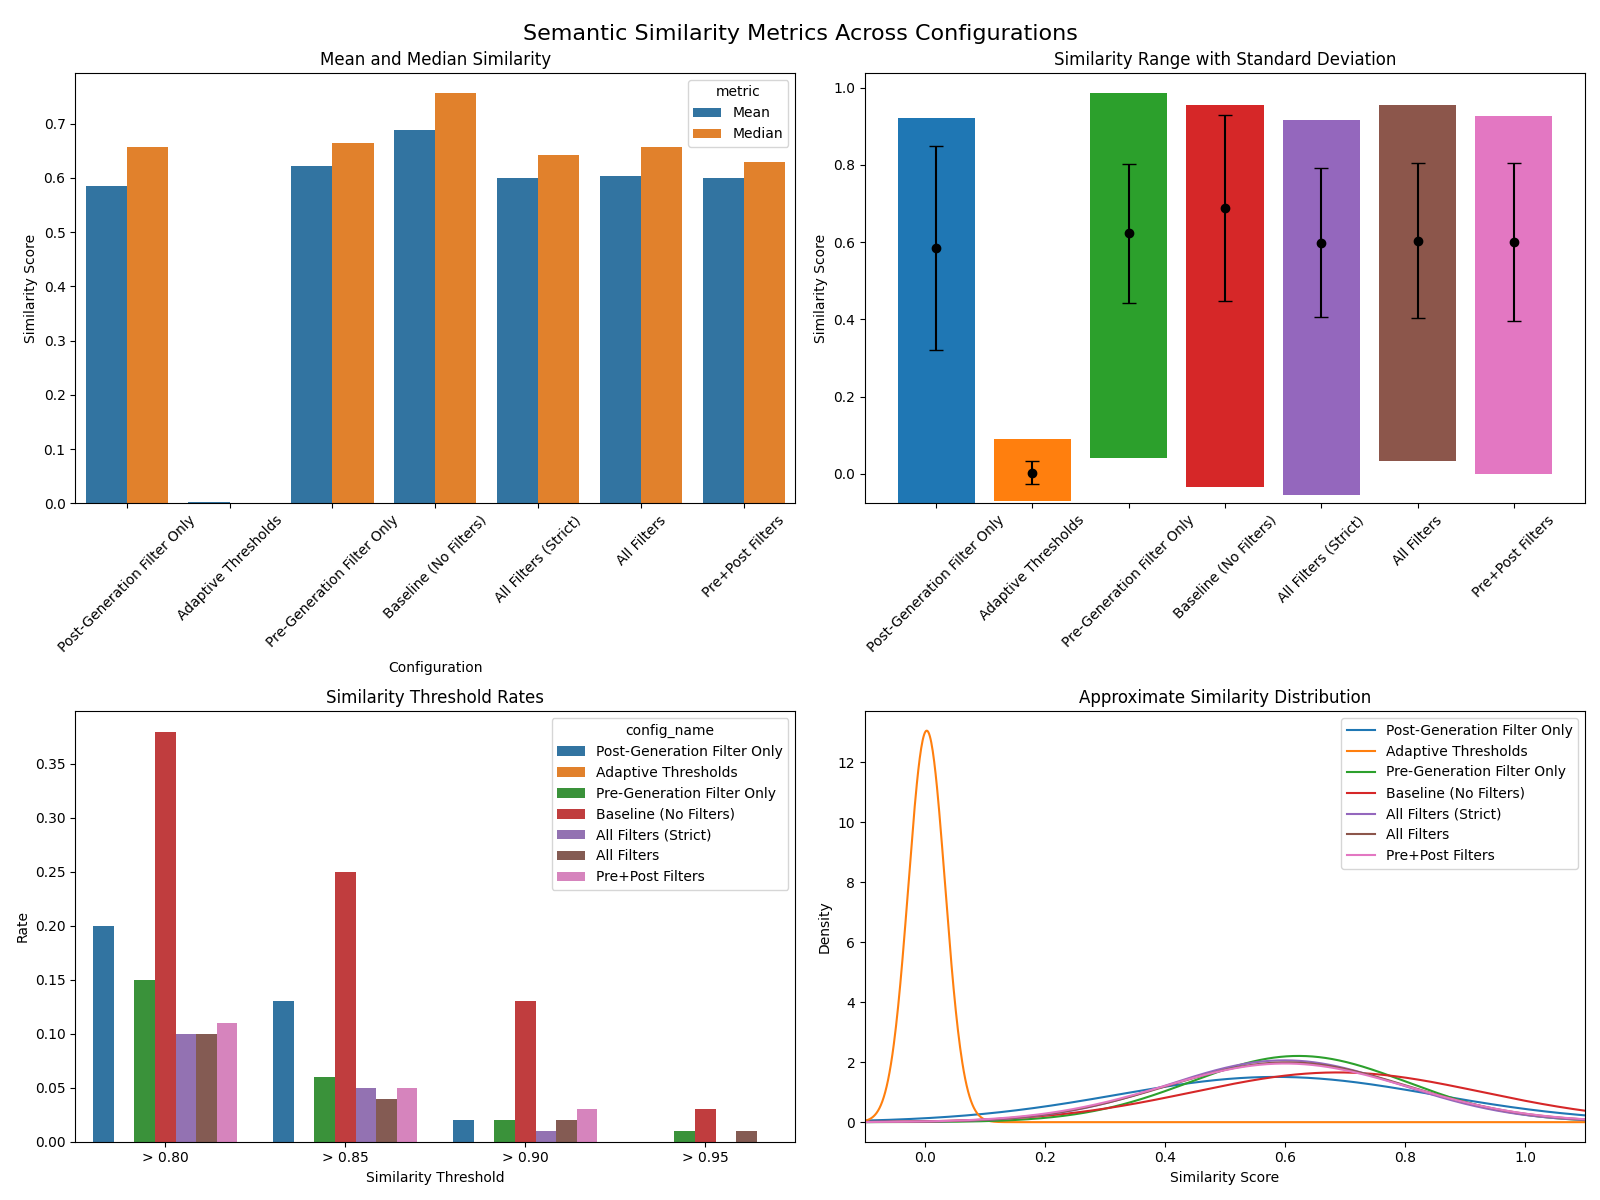 Semantic Similarity Metrics Across Configurations
Mean and Median Similarity
Similarity Score
0.7
0.6
0.5
0.4
0.3
0.2
0.1
0.0
metric
Mean
Median
Post-Generation Filter Only
Adaptive Thresholds
Pre-Generation Filter Only
Baseline (No Filters)
All Filters (Strict)
All Filters
Pre+Post Filters
Configuration
Similarity Range with Standard Deviation
Similarity Score
1.0
0.8
0.6
0.4
0.2
0.0
Post-Generation Filter Only
Adaptive Thresholds
Pre-Generation Filter Only
Baseline (No Filters)
All Filters (Strict)
All Filters
Pre+Post Filters
Similarity Threshold Rates
Rate
0.35
0.30
0.25
0.20
0.15
0.10
0.05
0.00
config_name
Post-Generation Filter Only
Adaptive Thresholds
Pre-Generation Filter Only
Baseline (No Filters)
All Filters (Strict)
All Filters
Pre+Post Filters
> 0.80
> 0.85
> 0.90
> 0.95
Similarity Threshold
Approximate Similarity Distribution
Density
12
10
8
6
4
2
0
Post-Generation Filter Only
Adaptive Thresholds
Pre-Generation Filter Only
Baseline (No Filters)
All Filters (Strict)
All Filters
Pre+Post Filters
0.0
0.2
0.4
0.6
0.8
1.0
Similarity Score